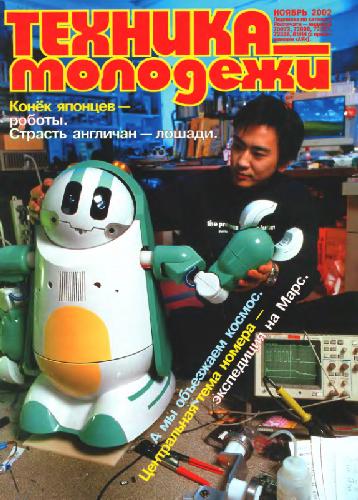 НОЯБРЬ 2002
ТЕХНИКА
молодежи
Конёк японцев —
роботы.
Страсть англичан — лошади.
А мы объезжаем космос.
Центральная тема номера —
экспедиция на Марс.